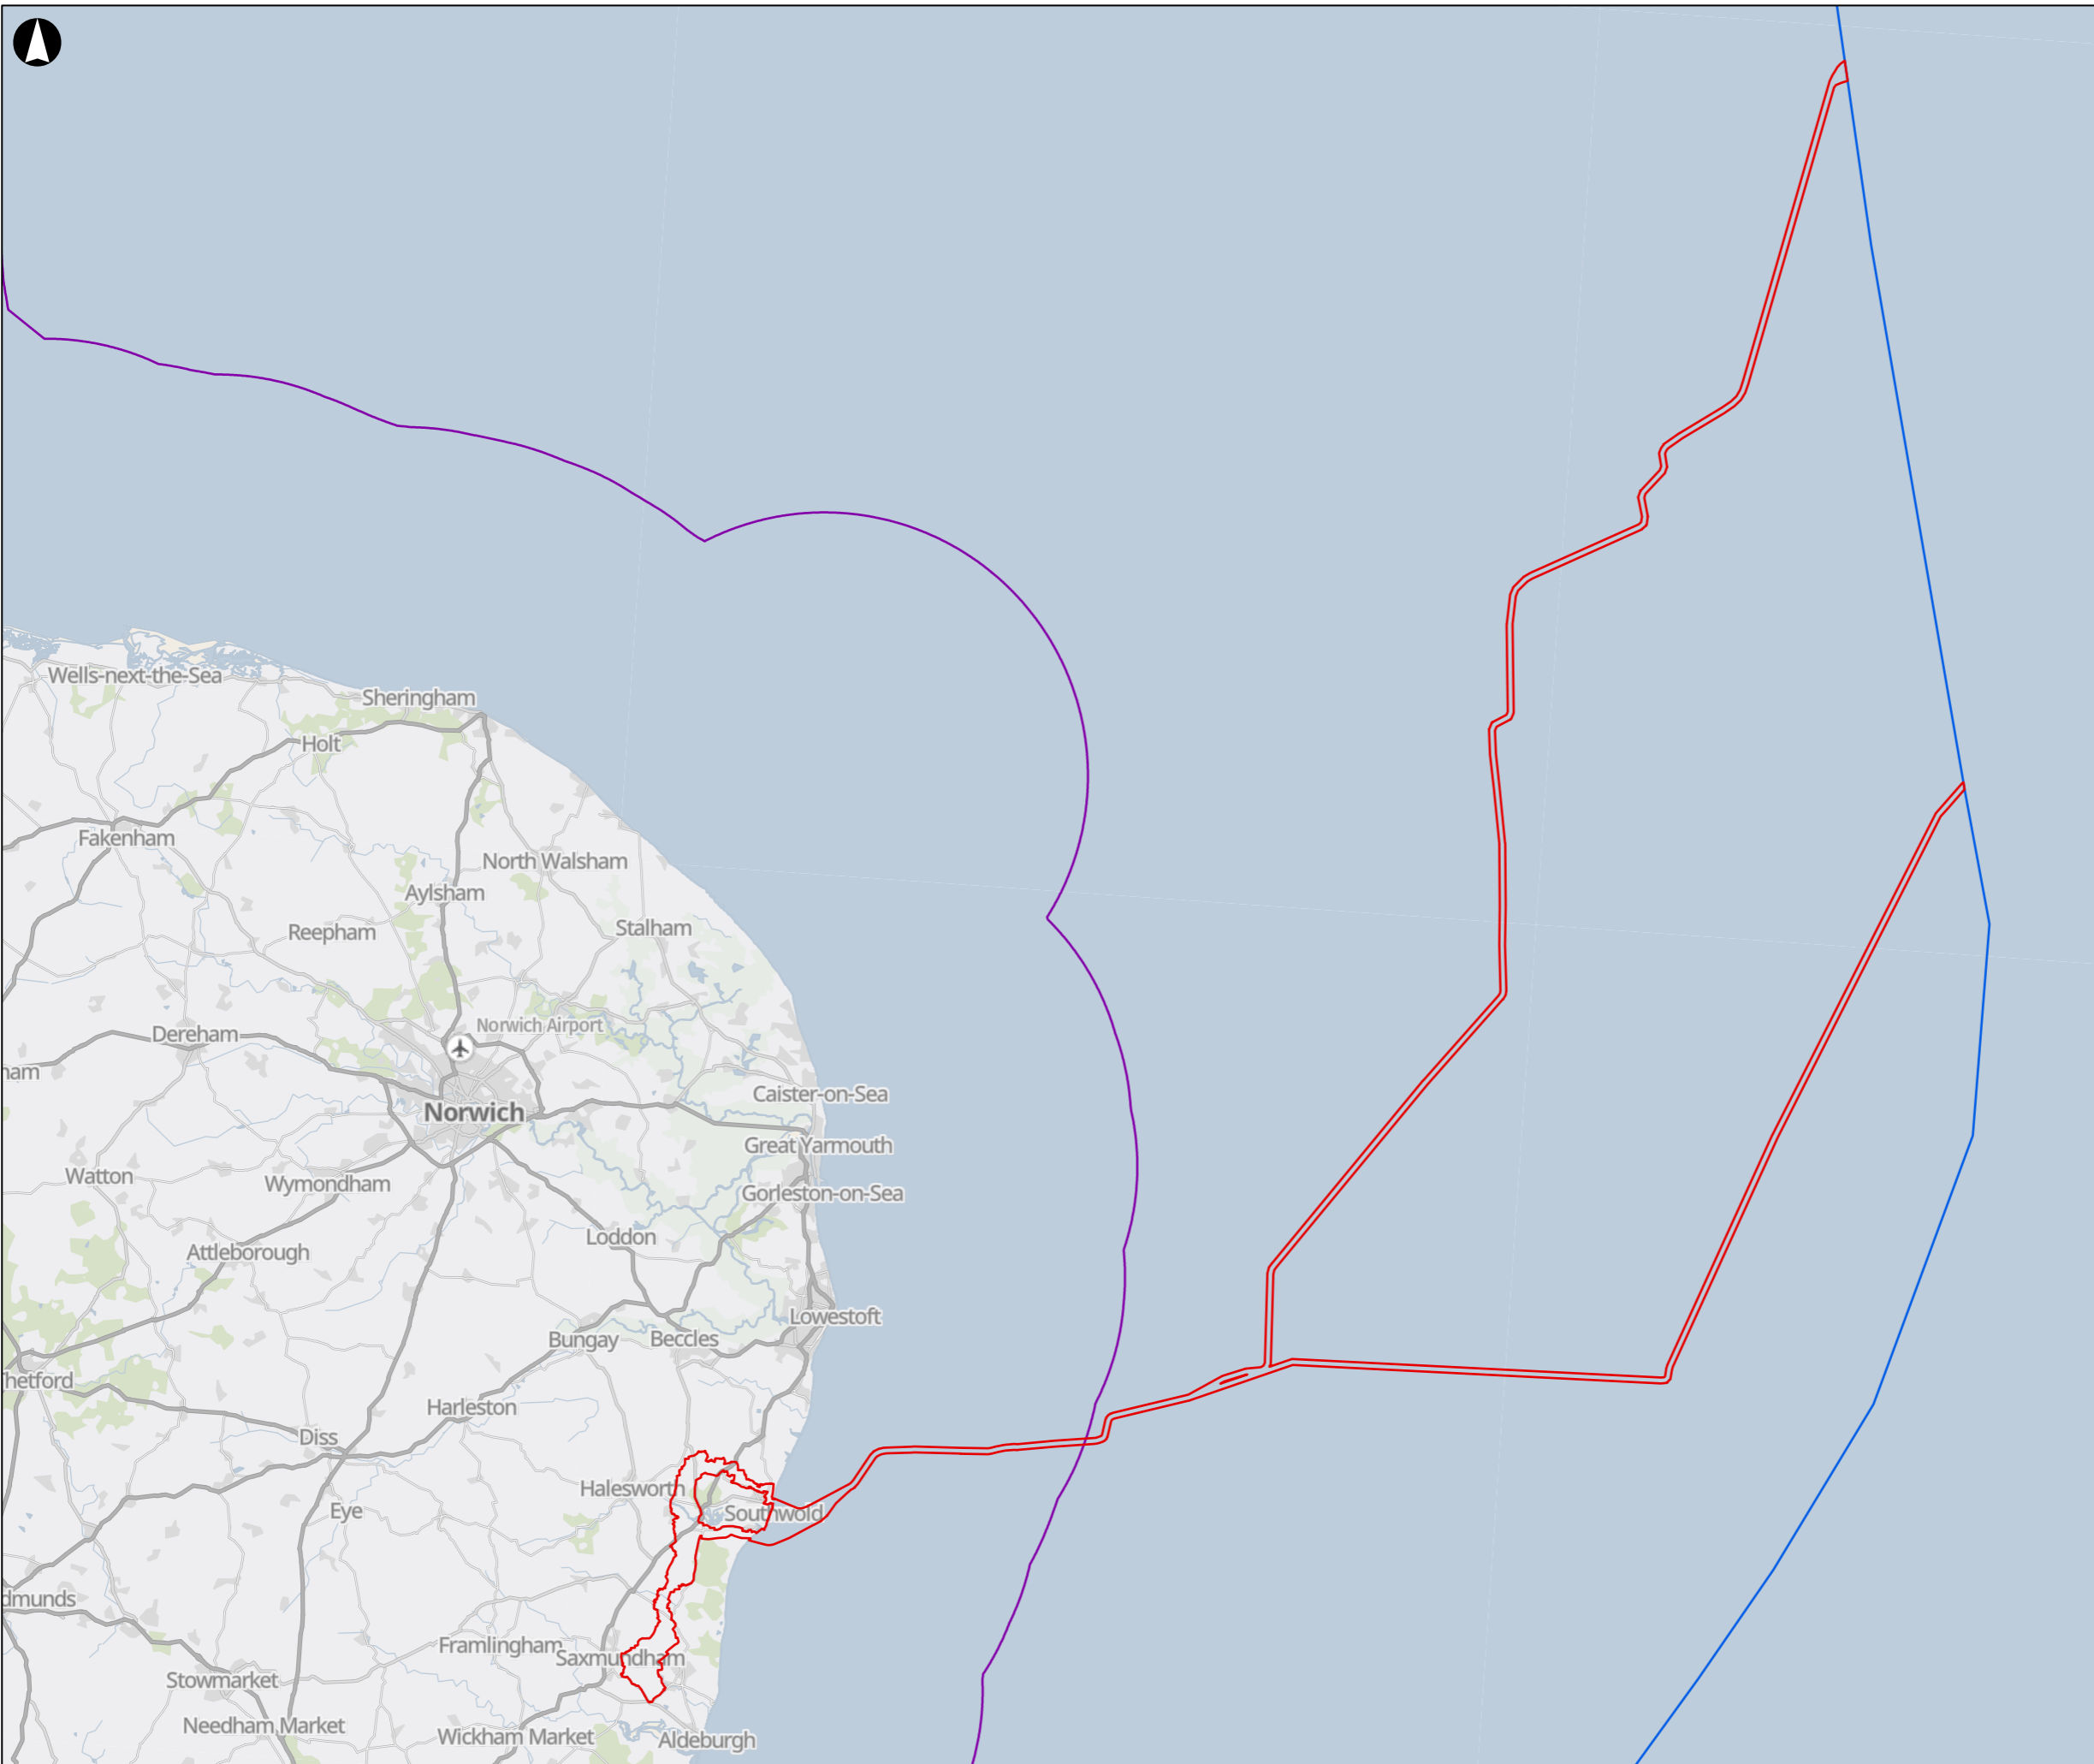 Wells-next-the-Sea
Sheringham
Holt
Fakenham
North Walsham
Aylsham
Reepham
Stalham
Norwich Airport
Dereham
ham
Caister-on-Sea
Norwich
Great Yarmouth
Watton
Wymondham
Gorleston-on-Sea
Loddon
Attleborough
Lowestoft
Bungay
Beccles
hetford
Harleston
Diss
Halesworth
Eye
Southwold
dmunds
Framlingham
Saxmundham
Stowmarket
Needham Market
Wickham Market
Aldeburgh